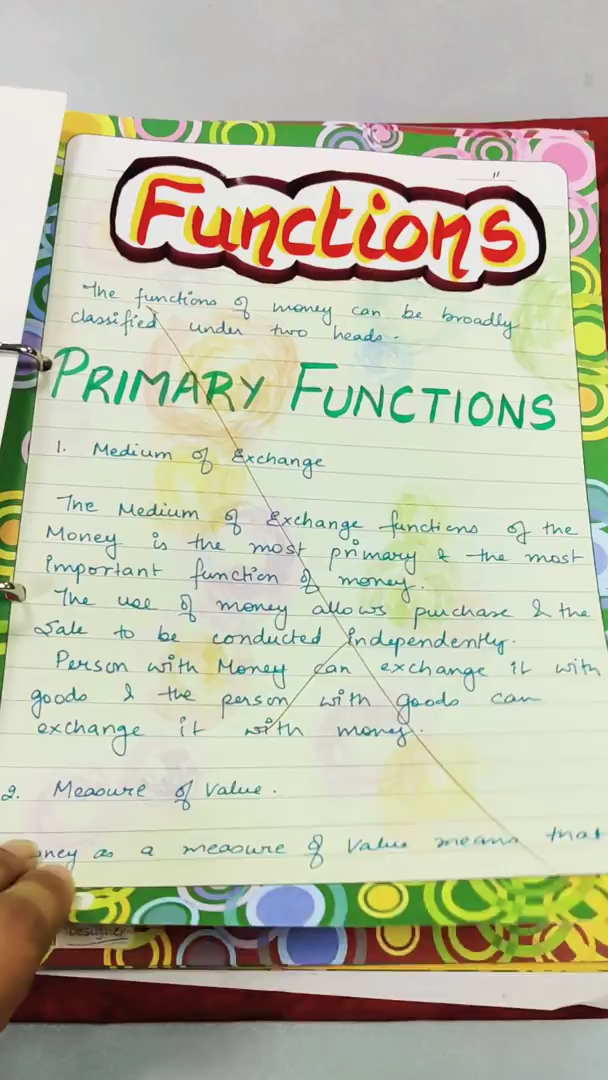 11
Functions
The functions of money can be broadly
classified under two heads.
PRIMARY FUNCTIONS
1. Medium of Exchange
The Medium of Exchange functions of the
Money is the most primary & the most
important function of money.
The use of money allows purchase & the
Sale to be conducted independently.
Person with Money can exchange it with
goods & the person with goods can
exchange it with money.
2. Measure of Value.
oney as a measure of Value means that
Designer